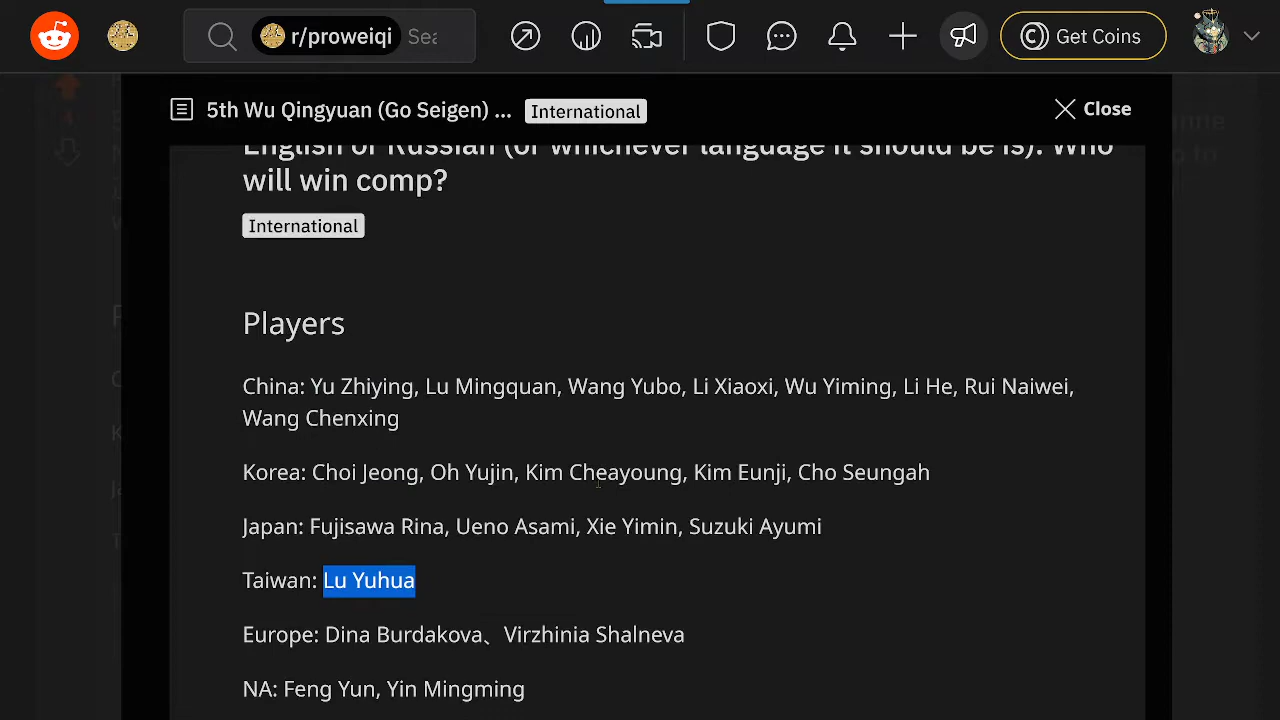 r/proweiqi Sea
Get Coins
5th Wu Qingyuan (Go Seigen) ... International
Close
English or Russian (or whichever language it should be is). Who
will win comp?
International
Players
China: Yu Zhiying, Lu Mingquan, Wang Yubo, Li Xiaoxi, Wu Yiming, Li He, Rui Naiwei,
Wang Chenxing
Korea: Choi Jeong, Oh Yujin, Kim Cheayoung, Kim Eunji, Cho Seungah
Japan: Fujisawa Rina, Ueno Asami, Xie Yimin, Suzuki Ayumi
Taiwan: Lu Yuhua
Europe: Dina Burdakova、Virzhinia Shalneva
NA: Feng Yun, Yin Mingming